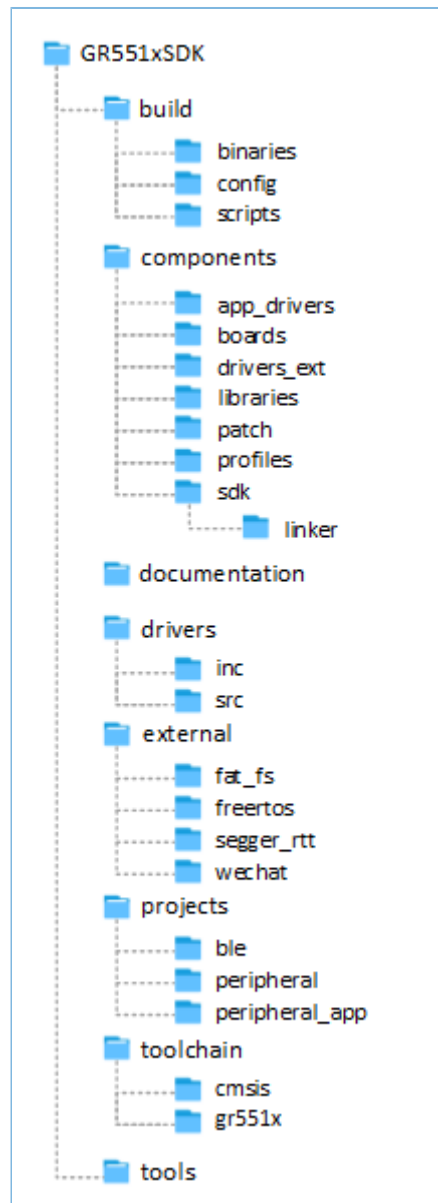 GR551xSDK
build
binaries
config
scripts
components
app_drivers
boards
drivers_ext
libraries
patch
profiles
sdk
linker
documentation
drivers
inc
src
external
fat_fs
freertos
segger_rtt
wechat
projects
ble
peripheral
peripheral_app
toolchain
cmsis
gr551x
tools